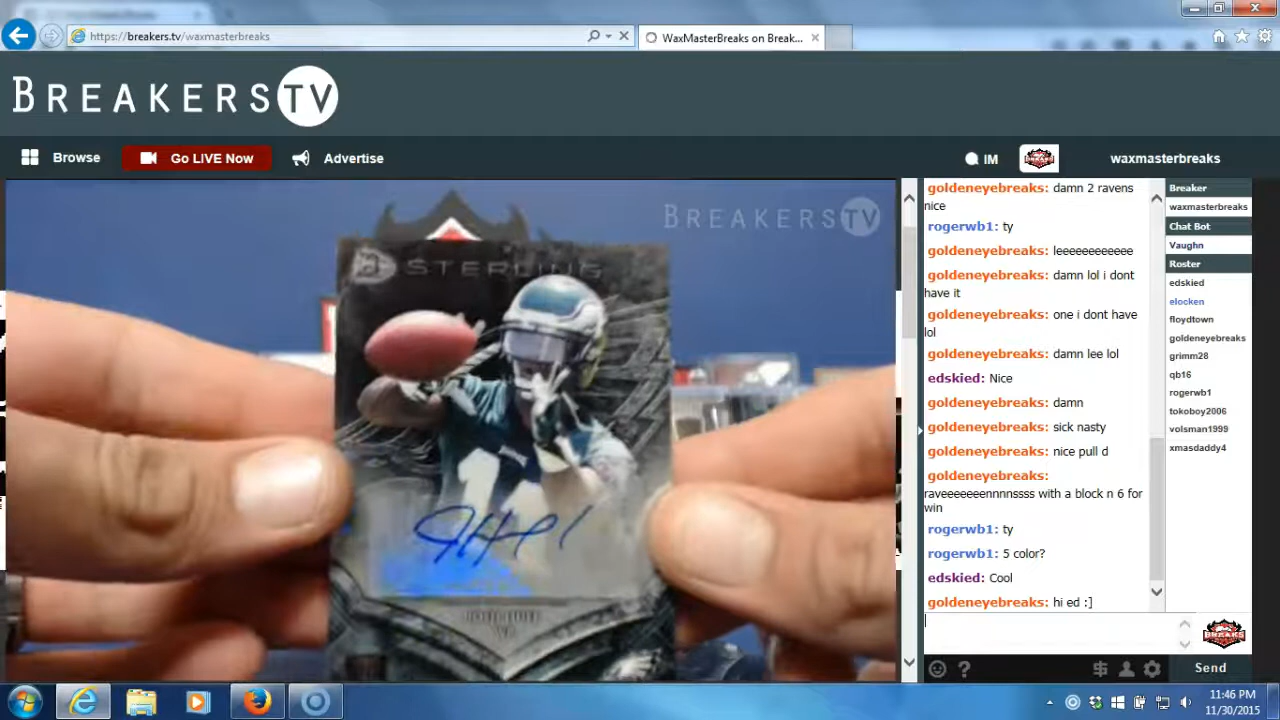 https://breakers.tv/waxmasterbreaks
WaxMasterBreaks on Break...
BREAKERSTV
Browse
Go LIVE Now
Advertise
IM
waxmasterbreaks
BREAKERSTV
STERLING
goldeneyebreaks: damn 2 ravens
nice
rogerwb1: ty
goldeneyebreaks: leeeeeeeeeeee
goldeneyebreaks: damn lol i dont
have it
goldeneyebreaks: one i dont have
lol
goldeneyebreaks: damn lee lol
edskied: Nice
goldeneyebreaks: damn
goldeneyebreaks: sick nasty
goldeneyebreaks: nice pull d
goldeneyebreaks:
raveeeeeeennnnssss with a block n 6 for
win
rogerwb1: ty
rogerwb1: 5 color?
edskied: Cool
goldeneyebreaks: hi ed :]
Breaker
waxmasterbreaks
Chat Bot
Vaughn
Roster
edskied
elocken
floydtown
goldeneyebreaks
grimm28
qb16
rogerwb1
tokoboy2006
volsman1999
xmasdaddy4
BREAKS
Send
11:46 PM
11/30/2015